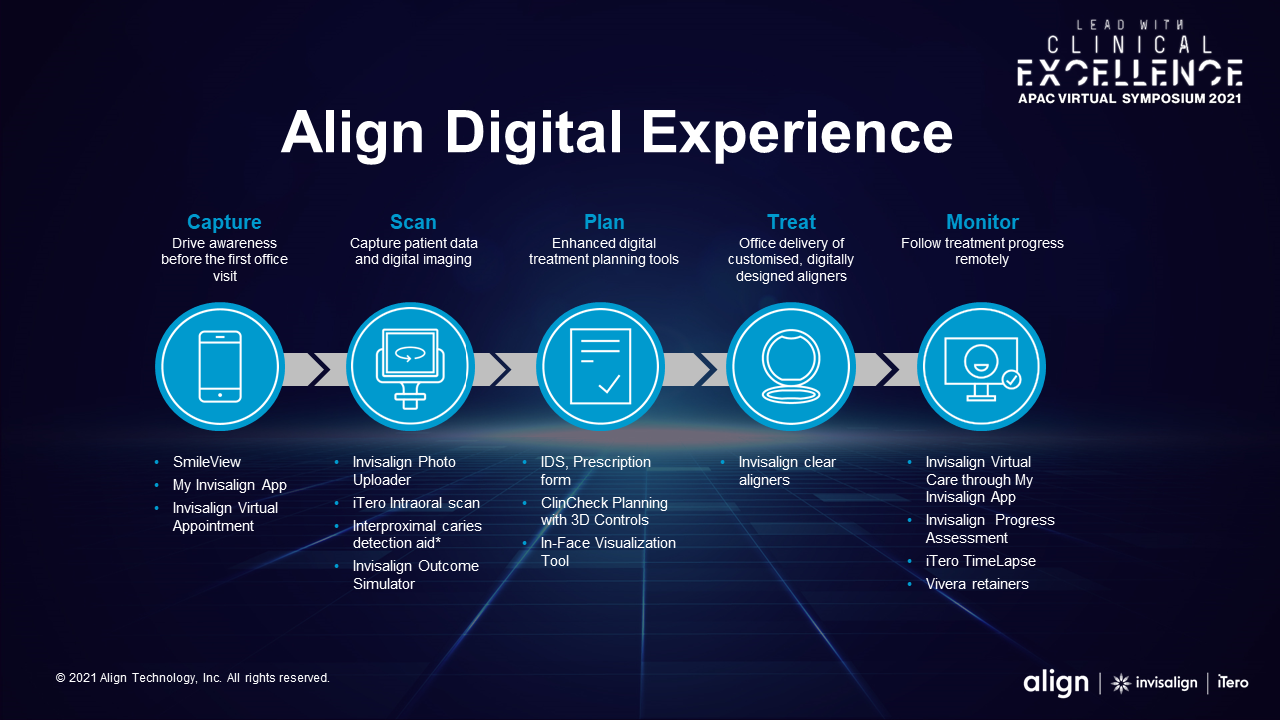 LEAD WITH
CLINICAL
EXCELLENCE
APAC VIRTUAL SYMPOSIUM 2021
Align Digital Experience
Capture
Drive awareness
before the first office
visit
Scan
Capture patient data
and digital imaging
Plan
Enhanced digital
treatment planning tools
Treat
Office delivery of
customised, digitally
designed aligners
Monitor
Follow treatment progress
remotely
• SmileView
• My Invisalign App
• Invisalign Virtual
Appointment
• Invisalign Photo
Uploader
• iTero Intraoral scan
• Interproximal caries
detection aid*
• Invisalign Outcome
Simulator
• IDS, Prescription
form
• ClinCheck Planning
with 3D Controls
• In-Face Visualization
Tool
• Invisalign clear
aligners
• Invisalign Virtual
Care through My
Invisalign App
• Invisalign Progress
Assessment
• iTero TimeLapse
• Vivera retainers
© 2021 Align Technology, Inc. All rights reserved.
align | invisalign | iTero